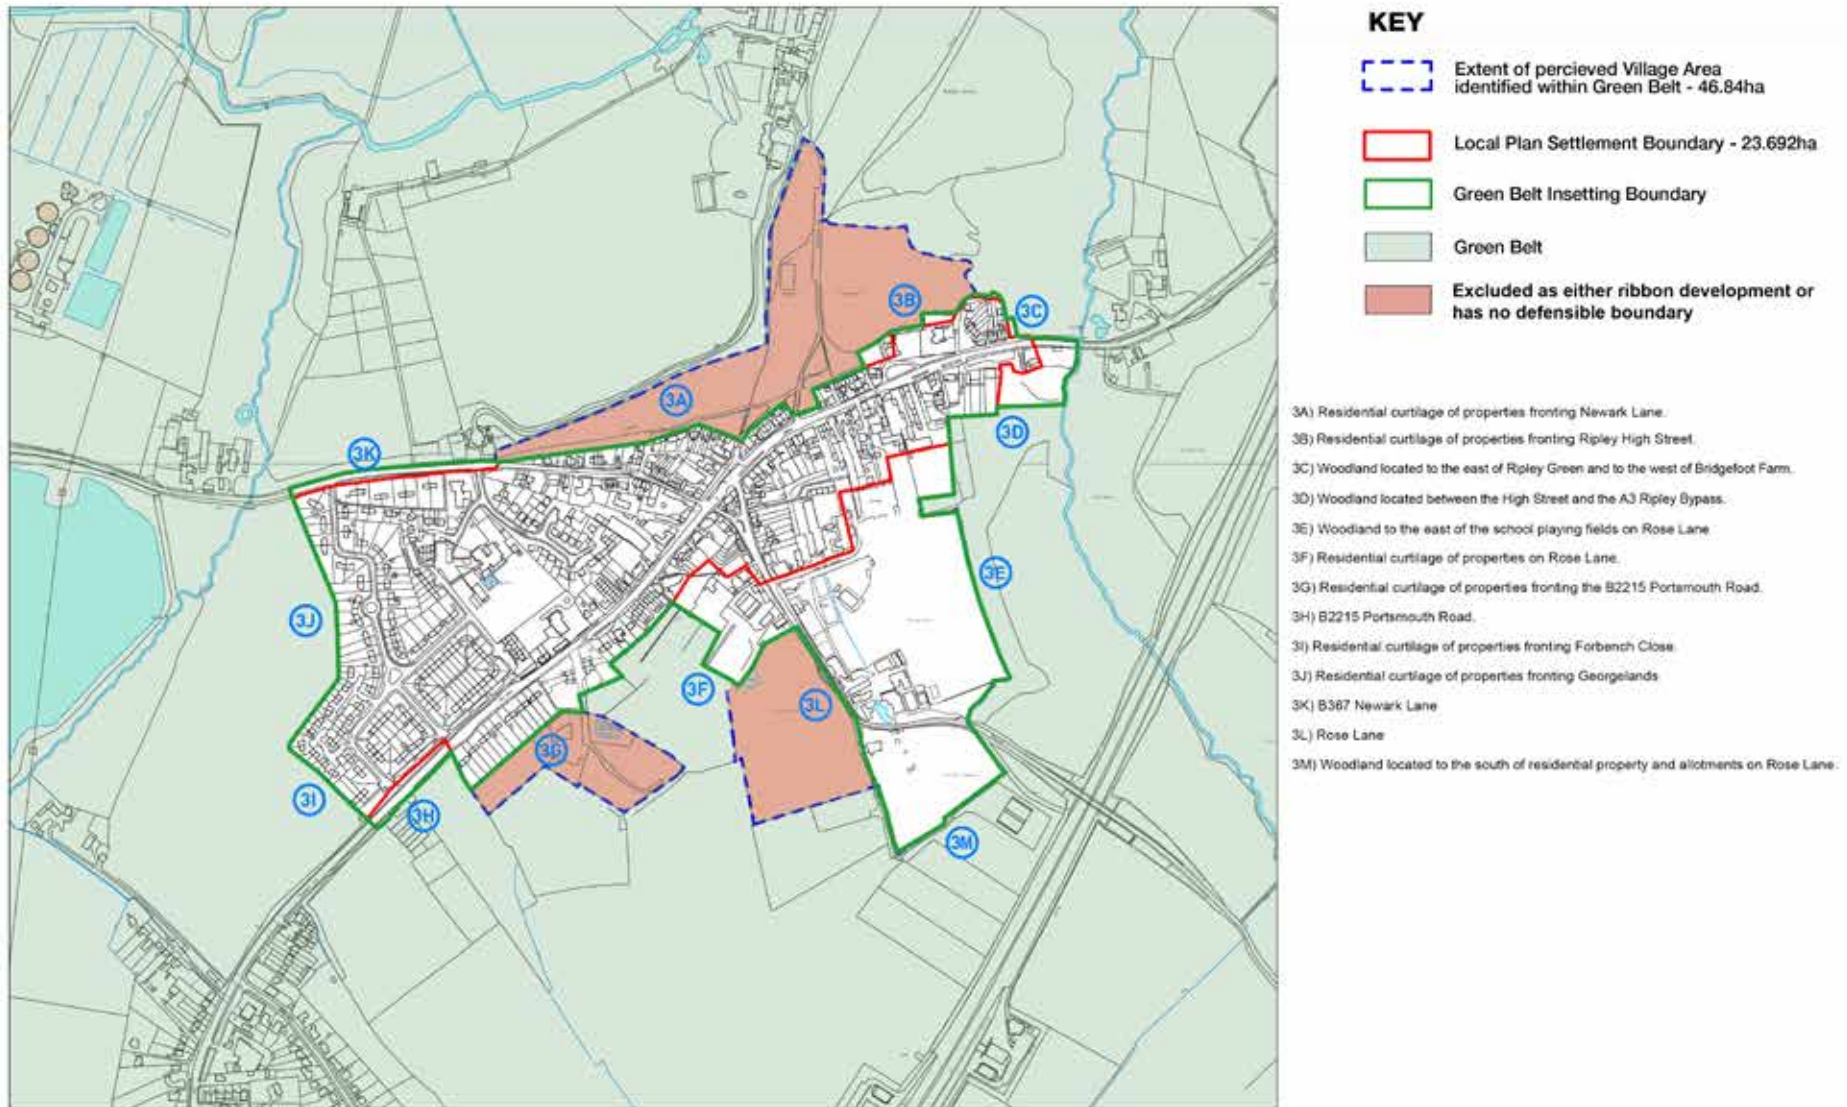 KEY
Extent of percieved Village Area
identified within Green Belt - 46.84ha
Local Plan Settlement Boundary - 23.692ha
Green Belt Insetting Boundary
Green Belt
Excluded as either ribbon development or
has no defensible boundary
3A) Residential curtilage of properties fronting Newark Lane.
3B) Residential curtilage of properties fronting Ripley High Street.
3C) Woodland located to the east of Ripley Green and to the west of Bridgefoot Farm.
3D) Woodland located between the High Street and the A3 Ripley Bypass.
3E) Woodland to the east of the school playing fields on Rose Lane
3F) Residential curtilage of properties on Rose Lane.
3G) Residential curtilage of properties fronting the B2215 Portsmouth Road.
3H) B2215 Portsmouth Road.
3I) Residential curtilage of properties fronting Forbench Close.
3J) Residential curtilage of properties fronting Georgelands
3K) B367 Newark Lane
3L) Rose Lane
3M) Woodland located to the south of residential property and allotments on Rose Lane.
3B
3C
3A
3D
3K
3E
3J
3F
3L
3G
3I
3H
3M